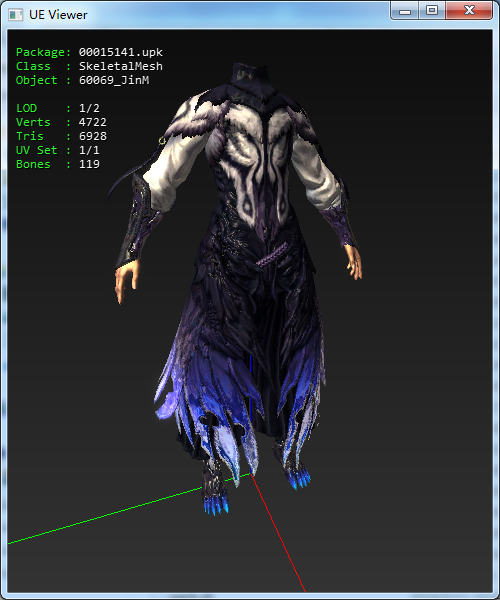 UE Viewer
Package: 00015141.upk
Class : SkeletalMesh
Object : 60069_JinM
LOD : 1/2
Verts : 4722
Tris : 6928
UV Set : 1/1
Bones : 119